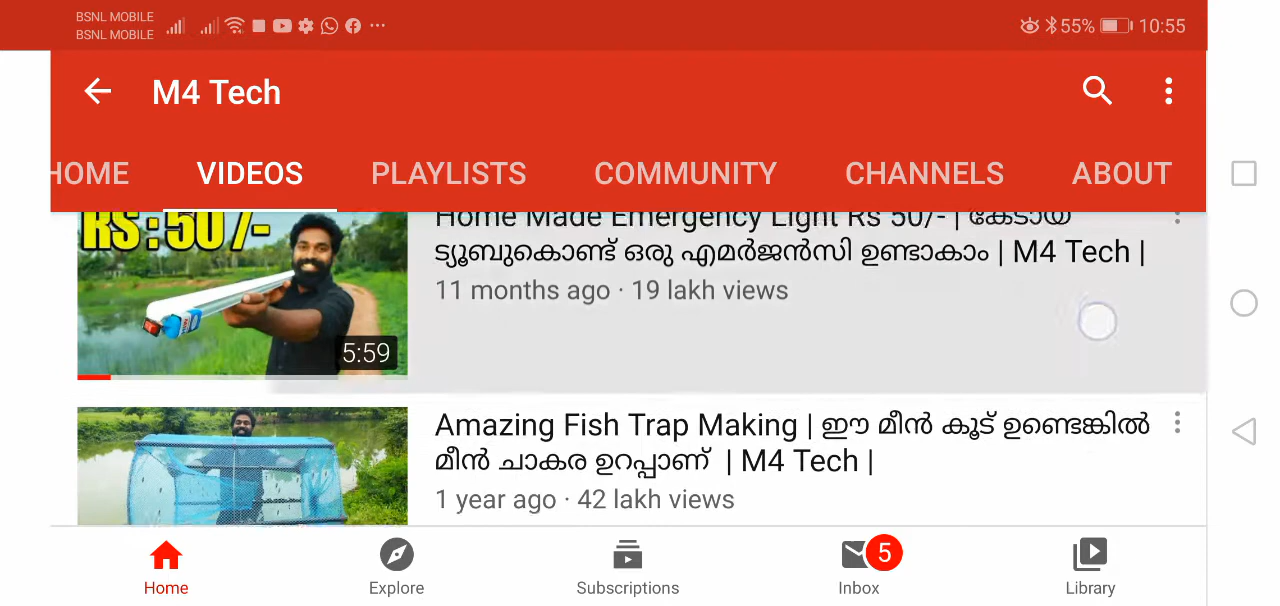 BSNL MOBILE
BSNL MOBILE
55% 10:55
M4 Tech
HOME VIDEOS PLAYLISTS COMMUNITY CHANNELS ABOUT
RS:50/-
5:59
Home Made Emergency Light Rs 50/- | കേടായ
ട്യൂബുകൊണ്ട് ഒരു എമർജൻസി ഉണ്ടാകാം | M4 Tech |
11 months ago · 19 lakh views
Amazing Fish Trap Making | ഈ മീൻ കൂട് ഉണ്ടെങ്കിൽ
മീൻ ചാകര ഉറപ്പാണ് | M4 Tech |
1 year ago · 42 lakh views
5
Home Explore Subscriptions Inbox Library